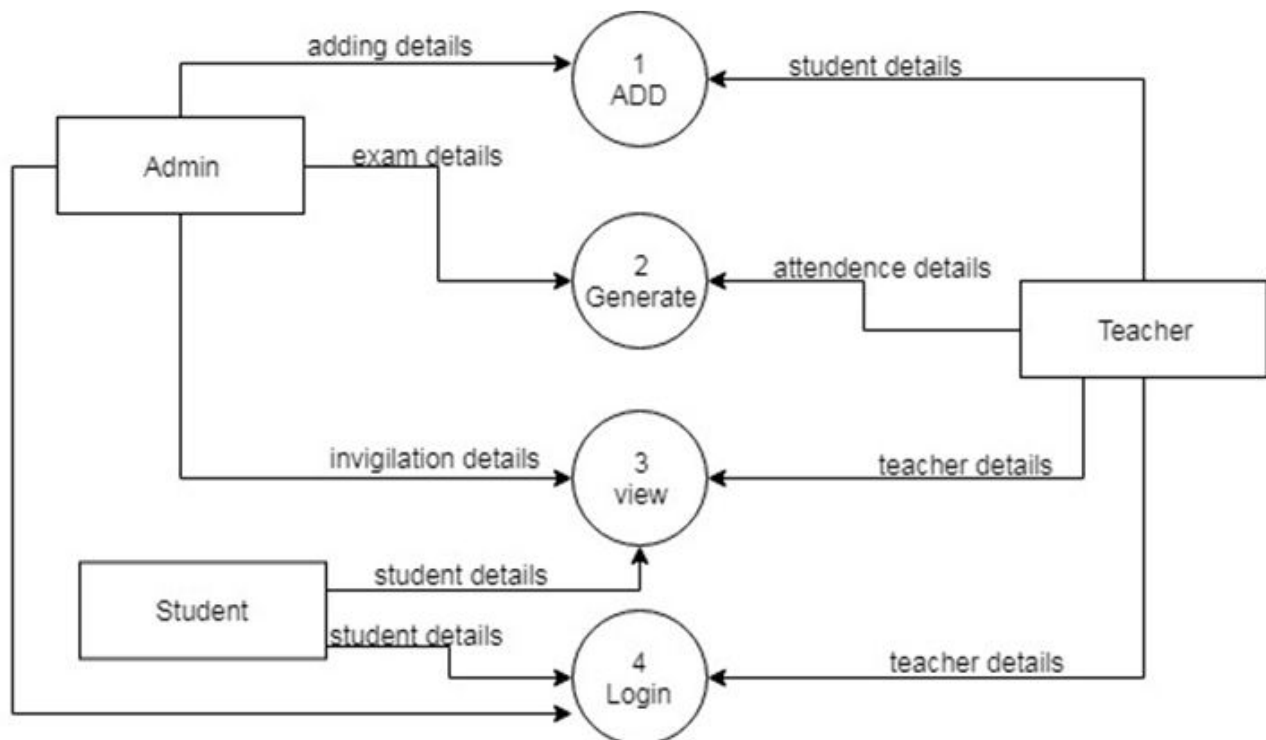 adding details
1
ADD
student details
Admin
exam details
2
Generate
attendence details
Teacher
invigilation details
3
view
teacher details
student details
Student
student details
4
Login
teacher details